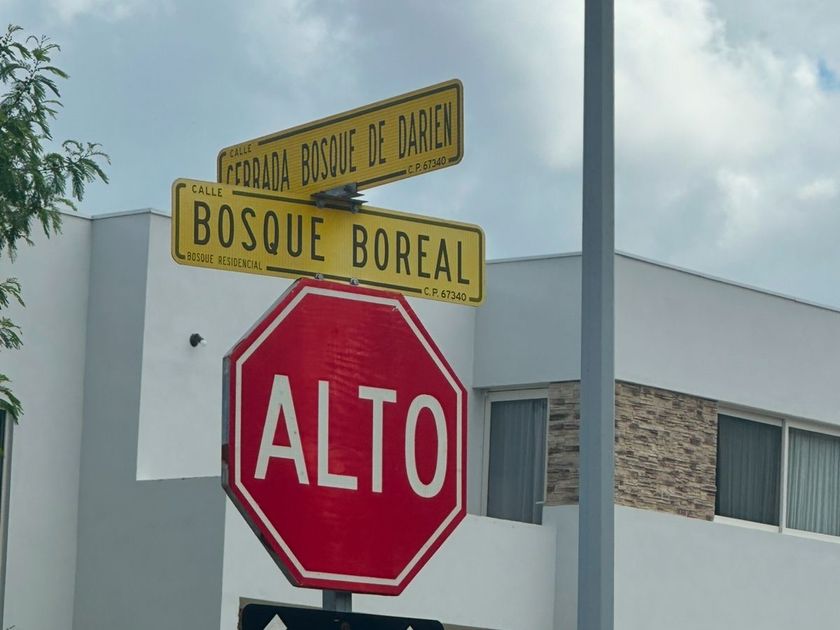 CALLE
CERRADA BOSQUE DE DARIEN
C.P. 67340
CALLE
BOSQUE BOREAL
BOSQUE RESIDENCIAL
C.P. 67340
ALTO